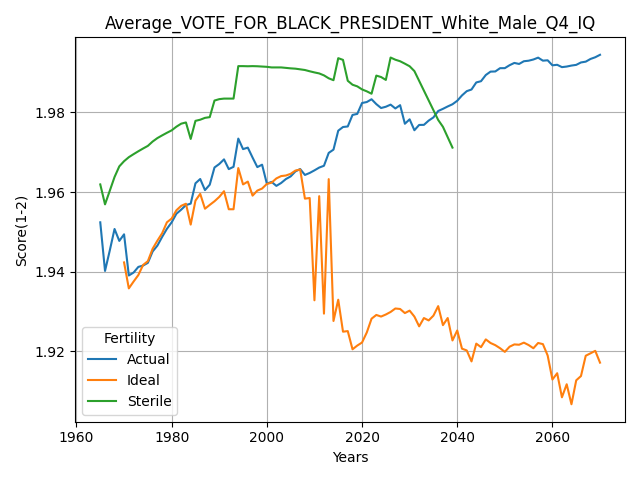 Average_VOTE_FOR_BLACK_PRESIDENT_White_Male_Q4_IQ
Score(1-2)
1.98
1.96
1.94
1.92
Fertility
Actual
Ideal
Sterile
1960 1980 2000 2020 2040 2060
Years